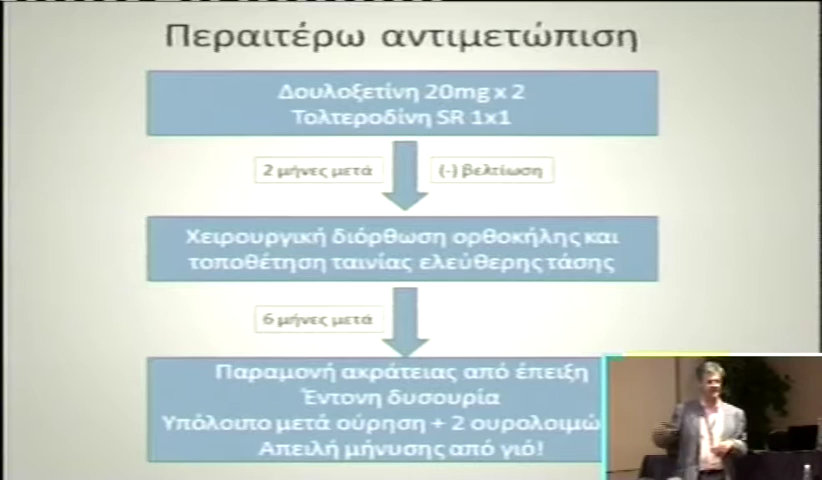 Περαιτέρω αντιμετώπιση
Δουλοξετίνη 20mg x 2
Τολτεροδίνη SR 1x1
2 μήνες μετά
(-) βελτίωση
Χειρουργική διόρθωση ορθοκήλης και
τοποθέτηση ταινίας ελεύθερης τάσης
6 μήνες μετά
Παραμονή ακράτειας από έπειξη
Έντονη δυσουρία
Υπόλοιπο μετά ούρηση + 2 ουρολοιμώ
Απειλή μήνυσης από γιό!